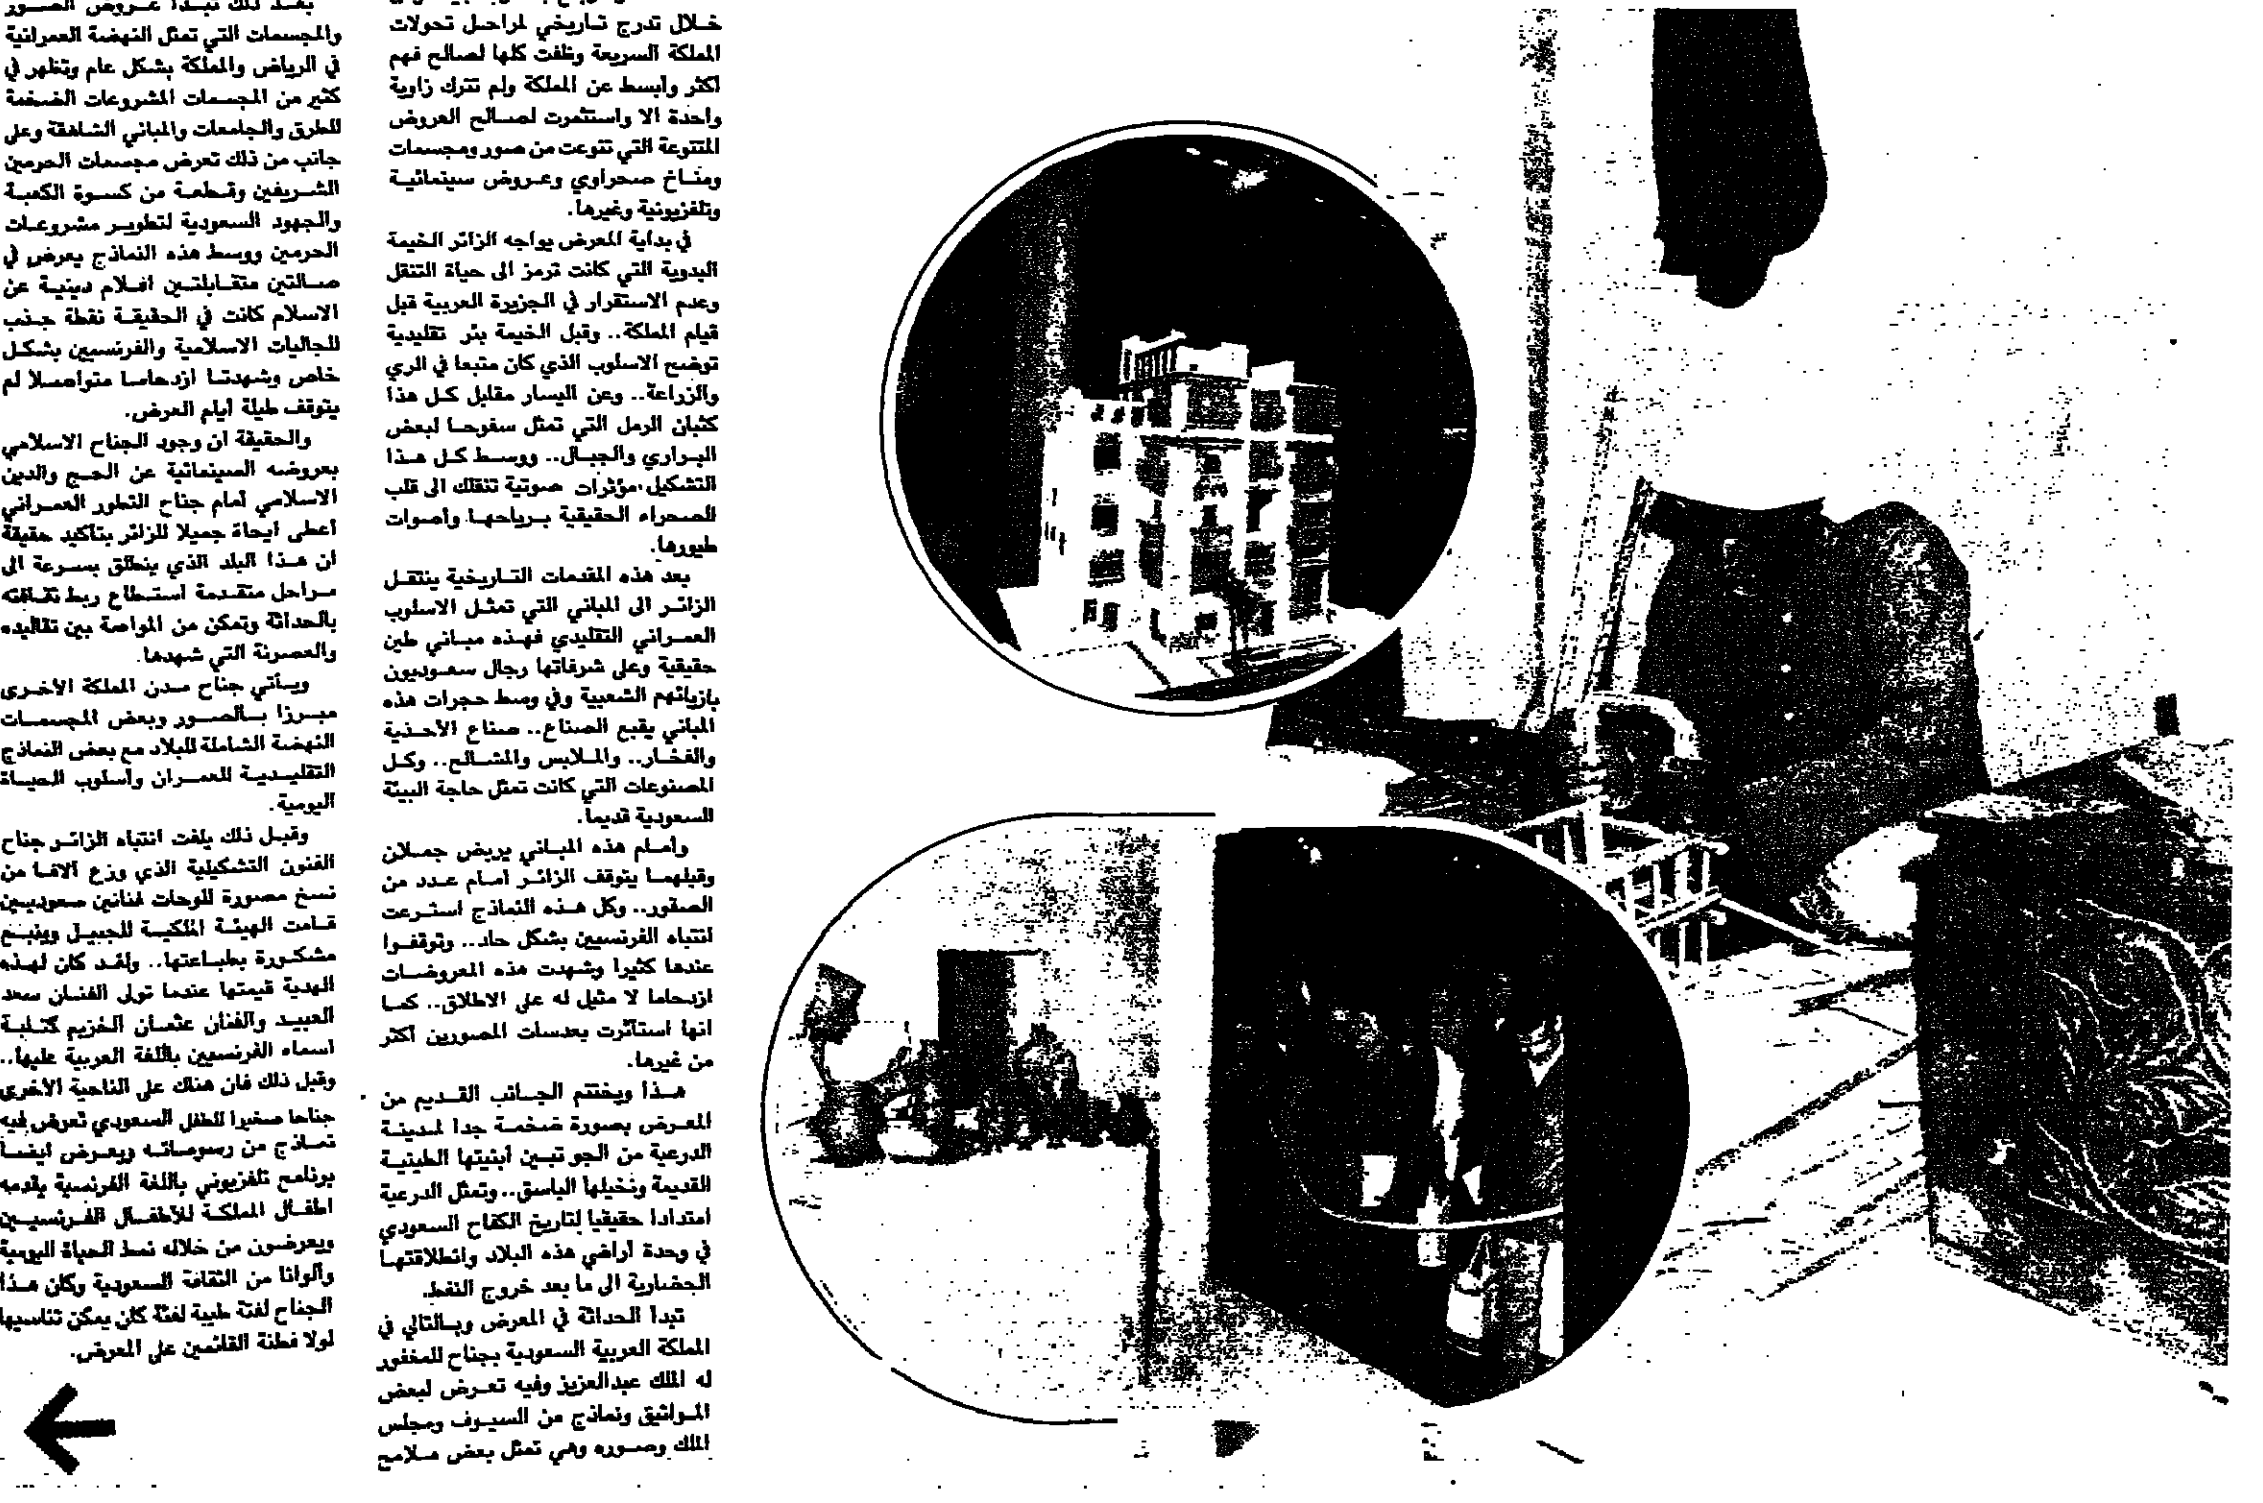 خلال تدرج تاريخي لمراحل تحولات
المملكة السريعة وظفت كلها لصالح فهم
أكثر وأبسط عن المملكة ولم تترك زاوية
واحدة الا واستثمرت لصالح العروض
المتنوعة التي تنوعت من صور ومجسمات
ومناخ صحراوي وعروض سينمائية
وتلفزيونية وغيرها.
في بداية المعرض يواجه الزائر الخيمة
البدوية التي كانت ترمز الى حياة التنقل
وعدم الاستقرار في الجزيرة العربية قبل
قيام المملكة.. وقبل الخيمة بئر تقليدية
توضح الاسلوب الذي كان متبعا في الري
والزراعة.. وعن اليسار مقابل كل هذا
كثبان الرمل التي تمثل سفوحا لبعض
البراري والجبال.. ووسط كل هذا
التشكيل مؤثرات صوتية تنقلك الى قلب
الصحراء الحقيقية برياحها وأصوات
طيورها.
بعد هذه المقدمات التاريخية ينتقل
الزائر الى المباني التي تمثل الاسلوب
العمراني التقليدي فهذه مباني طين
حقيقية وعلى شرفاتها رجال سعوديون
بازيائهم الشعبية وفي وسط حجرات هذه
المباني يقبع الصناع.. صناع الأحذية
والفخار.. والملابس والمشالح.. وكل
المصنوعات التي كانت تمثل حاجة البيئة
السعودية قديما.
وأمام هذه المباني يربض جملان
وقبلهما يتوقف الزائر أمام عدد من
الصقور.. وكل هذه النماذج استرعت
انتباه الفرنسيين بشكل حاد.. وتوقفوا
عندها كثيرا وشهدت هذه المعروضات
ازدحاما لا مثيل له على الاطلاق.. كما
انها استأثرت بعدسات المصورين أكثر
من غيرها.
هذا ويختتم الجانب القديم من
المعرض بصورة ضخمة جدا لمدينة
الدرعية من الجو تبين أبنيتها الطينية
القديمة ونخيلها الباسق.. وتمثل الدرعية
امتدادا حقيقيا لتاريخ الكفاح السعودي
في وحدة أراضي هذه البلاد وانطلاقتها
الحضارية الى ما بعد خروج النفط.
تبدأ الحداثة في المعرض وبالتالي في
المملكة العربية السعودية بجناح للمغفور
له الملك عبدالعزيز وفيه تعرض لبعض
المواثيق ونماذج من السيوف ومجلس
الملك وصوره وهي تمثل بعض ملامح
بعد ذلك تبدأ عروض الصور
والمجسمات التي تمثل النهضة العمرانية
في الرياض والمملكة بشكل عام وتظهر في
كثير من المجسمات المشروعات الضخمة
للطرق والجامعات والمباني الشاهقة وعلى
جانب من ذلك تعرض مجسمات الحرمين
الشريفين وقطعة من كسوة الكعبة
والجهود السعودية لتطوير مشروعات
الحرمين ووسط هذه النماذج يعرض في
صالتين متقابلتين افلام دينية عن
الاسلام كانت في الحقيقة نقطة جذب
للجاليات الاسلامية والفرنسيين بشكل
خاص وشهدتا ازدحاما متواصلا لم
يتوقف طيلة أيام العرض.
والحقيقة ان وجود الجناح الاسلامي
بعروضه السينمائية عن الحج والدين
الاسلامي أمام جناح التطور العمراني
أعطى ايحاة جميلا للزائر بتأكيد حقيقة
ان هذا البلد الذي ينطلق بسرعة الى
مراحل متقدمة استطاع ربط ثقافته
بالحداثة وتمكن من المواءمة بين تقاليده
والعصرنة التي شهدها.
ويأتي جناح مدن المملكة الأخرى
مبرزا بالصور وبعض المجسمات
النهضة الشاملة للبلاد مع بعض النماذج
التقليدية للعمران وأسلوب الحياة
اليومية.
وقبل ذلك يلفت انتباه الزائر جناح
الفنون التشكيلية الذي وزع آلافا من
نسخ مصورة للوحات لفنانين سعوديين
قامت الهيئة الملكية للجبيل وينبع
مشكورة بطباعتها.. ولقد كان لهذه
الهدية قيمتها عندما تولى الفنان سعد
العبيد والفنان عثمان الخزيم كتابة
اسماء الفرنسيين باللغة العربية عليها..
وقبل ذلك فان هناك على الناحية الأخرى
جناحا صغيرا للطفل السعودي تعرض فيه
نماذج من رسوماته ويعرض أيضا
برنامج تلفزيوني باللغة الفرنسية يقدمه
اطفال المملكة للأطفال الفرنسيين
ويعرضون من خلاله نمط الحياة اليومية
وألوانا من الثقافة السعودية وكان هذا
الجناح لفتة طيبة لفئة كان يمكن تناسيها
لولا فطنة القائمين على المعرض.